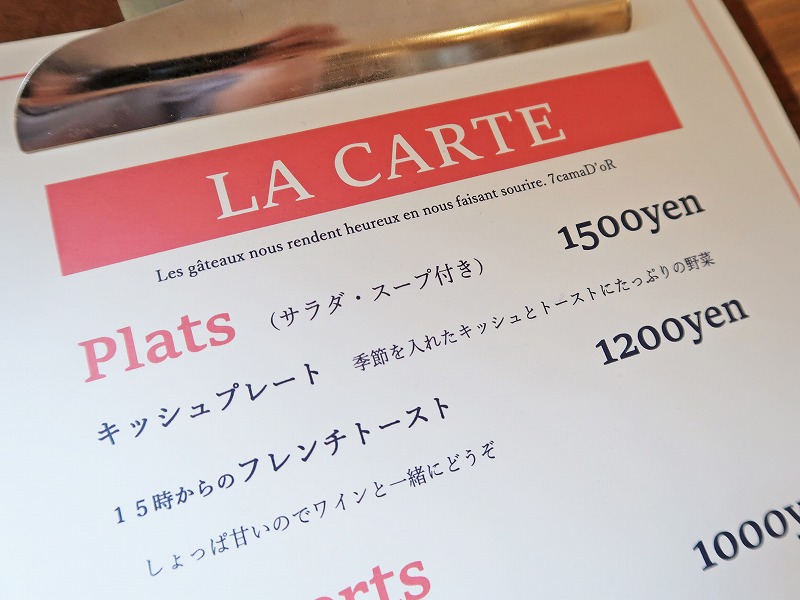 LA CARTE
Les gâteaux nous rendent heureux en nous faisant sourire. 7camaD'oR
Plats （サラダ・スープ付き） 1500yen
キッシュプレート 季節を入れたキッシュとトーストにたっぷりの野菜
15時からのフレンチトースト 1200yen
しょっぱ甘いのでワインと一緒にどうぞ
erts 1000y